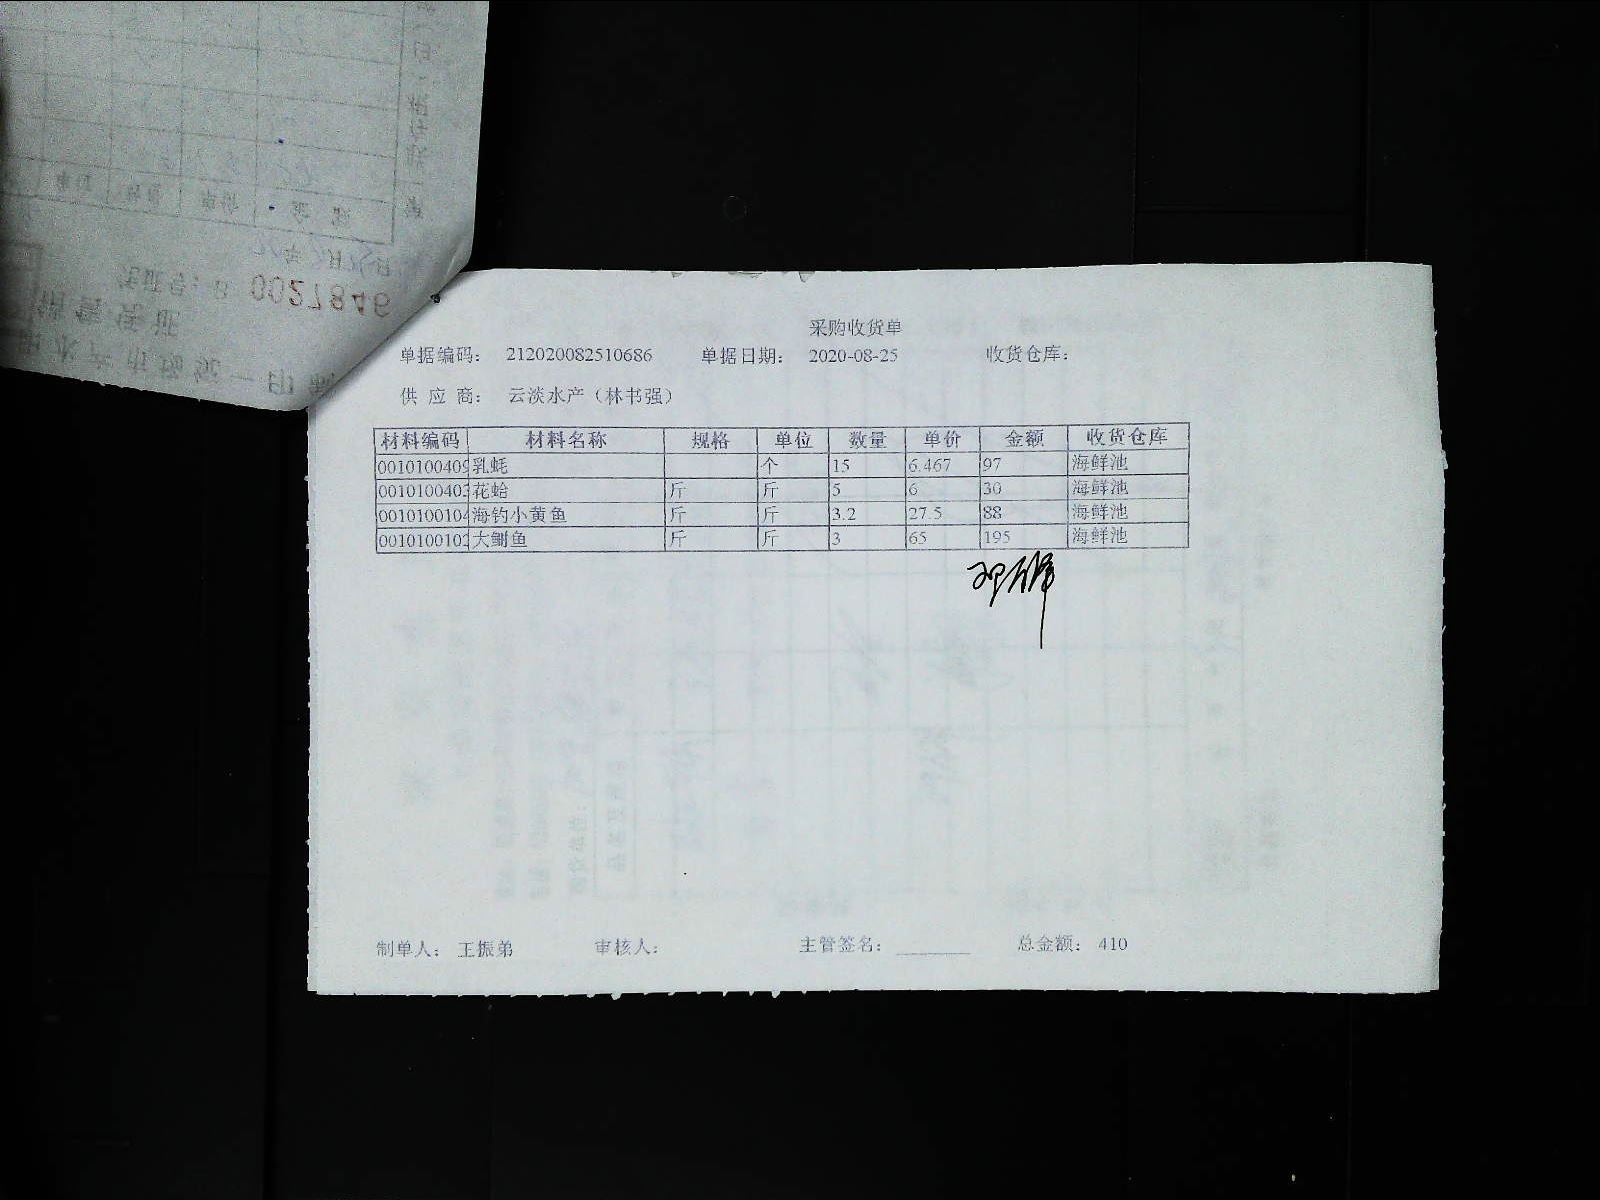 0027846
采购收货单
单据编码: 212020082510686 单据日期: 2020-08-25 收货仓库:
供 应 商: 云淡水产(林书强)
材料编码 材料名称 规格 单位 数量 单价 金额 收货仓库
0010100409 乳蚝 个 15 6.467 97 海鲜池
0010100403 花蛤 斤 斤 5 6 30 海鲜池
0010100104 海钓小黄鱼 斤 斤 3.2 27.5 88 海鲜池
0010100102 大鲷鱼 斤 斤 3 65 195 海鲜池
制单人: 王振弟 审核人: 主管签名: 总金额: 410